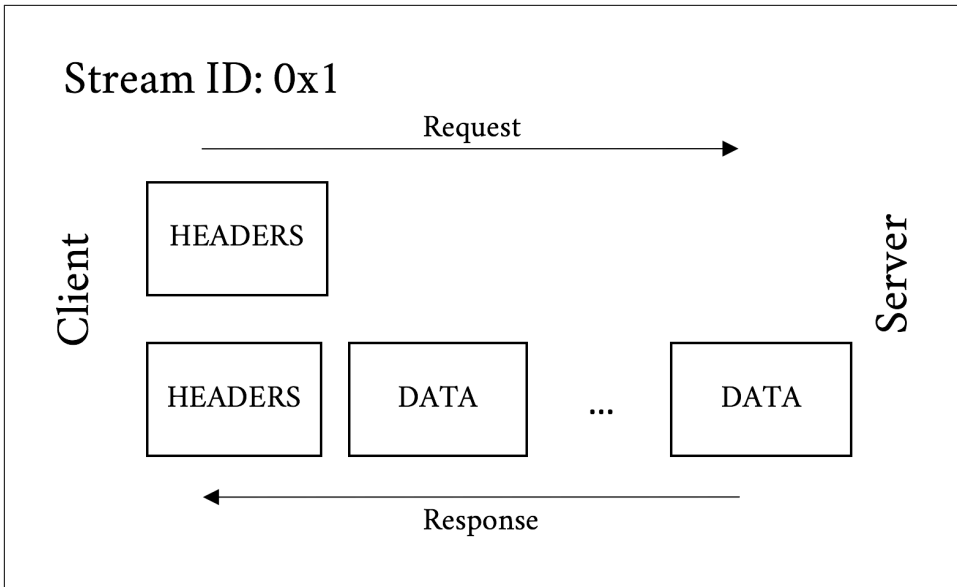 Stream ID: 0x1
Request
Client
HEADERS
Server
HEADERS DATA ... DATA
Response